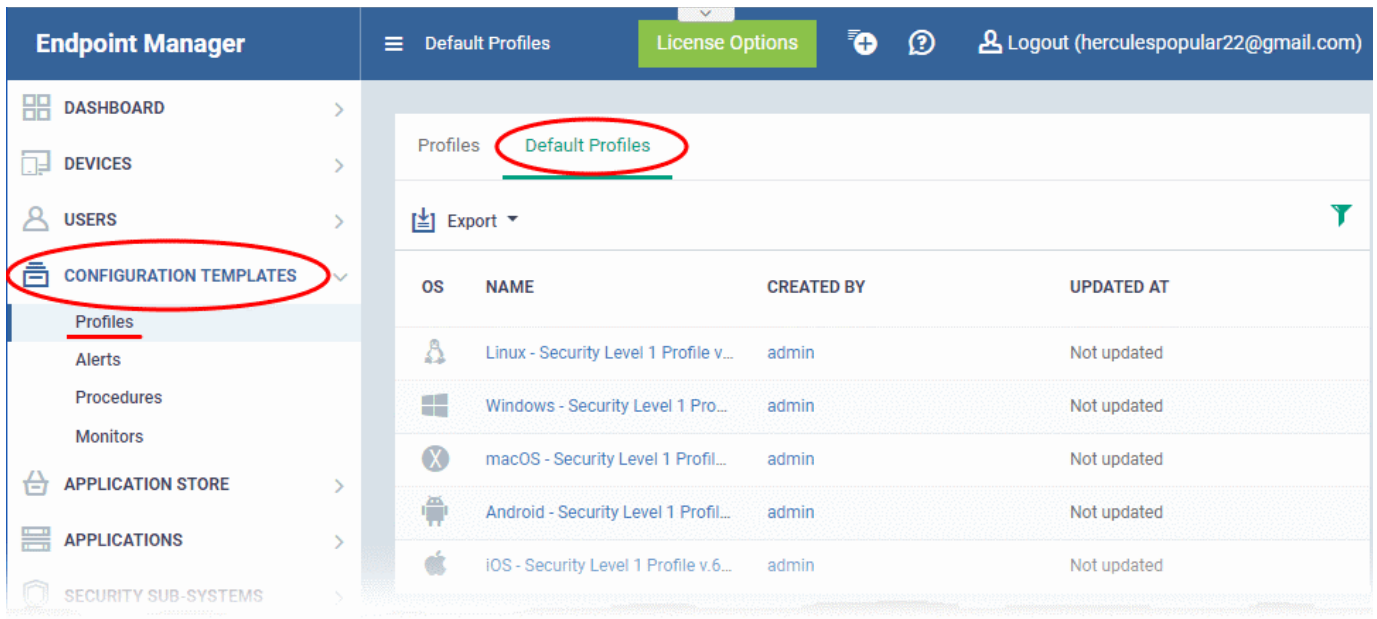 Endpoint Manager
Default Profiles
License Options
Logout (herculespopular22@gmail.com)
DASHBOARD
DEVICES
USERS
CONFIGURATION TEMPLATES
Profiles
Alerts
Procedures
Monitors
APPLICATION STORE
APPLICATIONS
SECURITY SUB-SYSTEMS
Profiles Default Profiles
Export
OS NAME CREATED BY UPDATED AT
Linux - Security Level 1 Profile v... admin Not updated
Windows - Security Level 1 Pro... admin Not updated
macOS - Security Level 1 Profil... admin Not updated
Android - Security Level 1 Profil... admin Not updated
iOS - Security Level 1 Profile v.6... admin Not updated